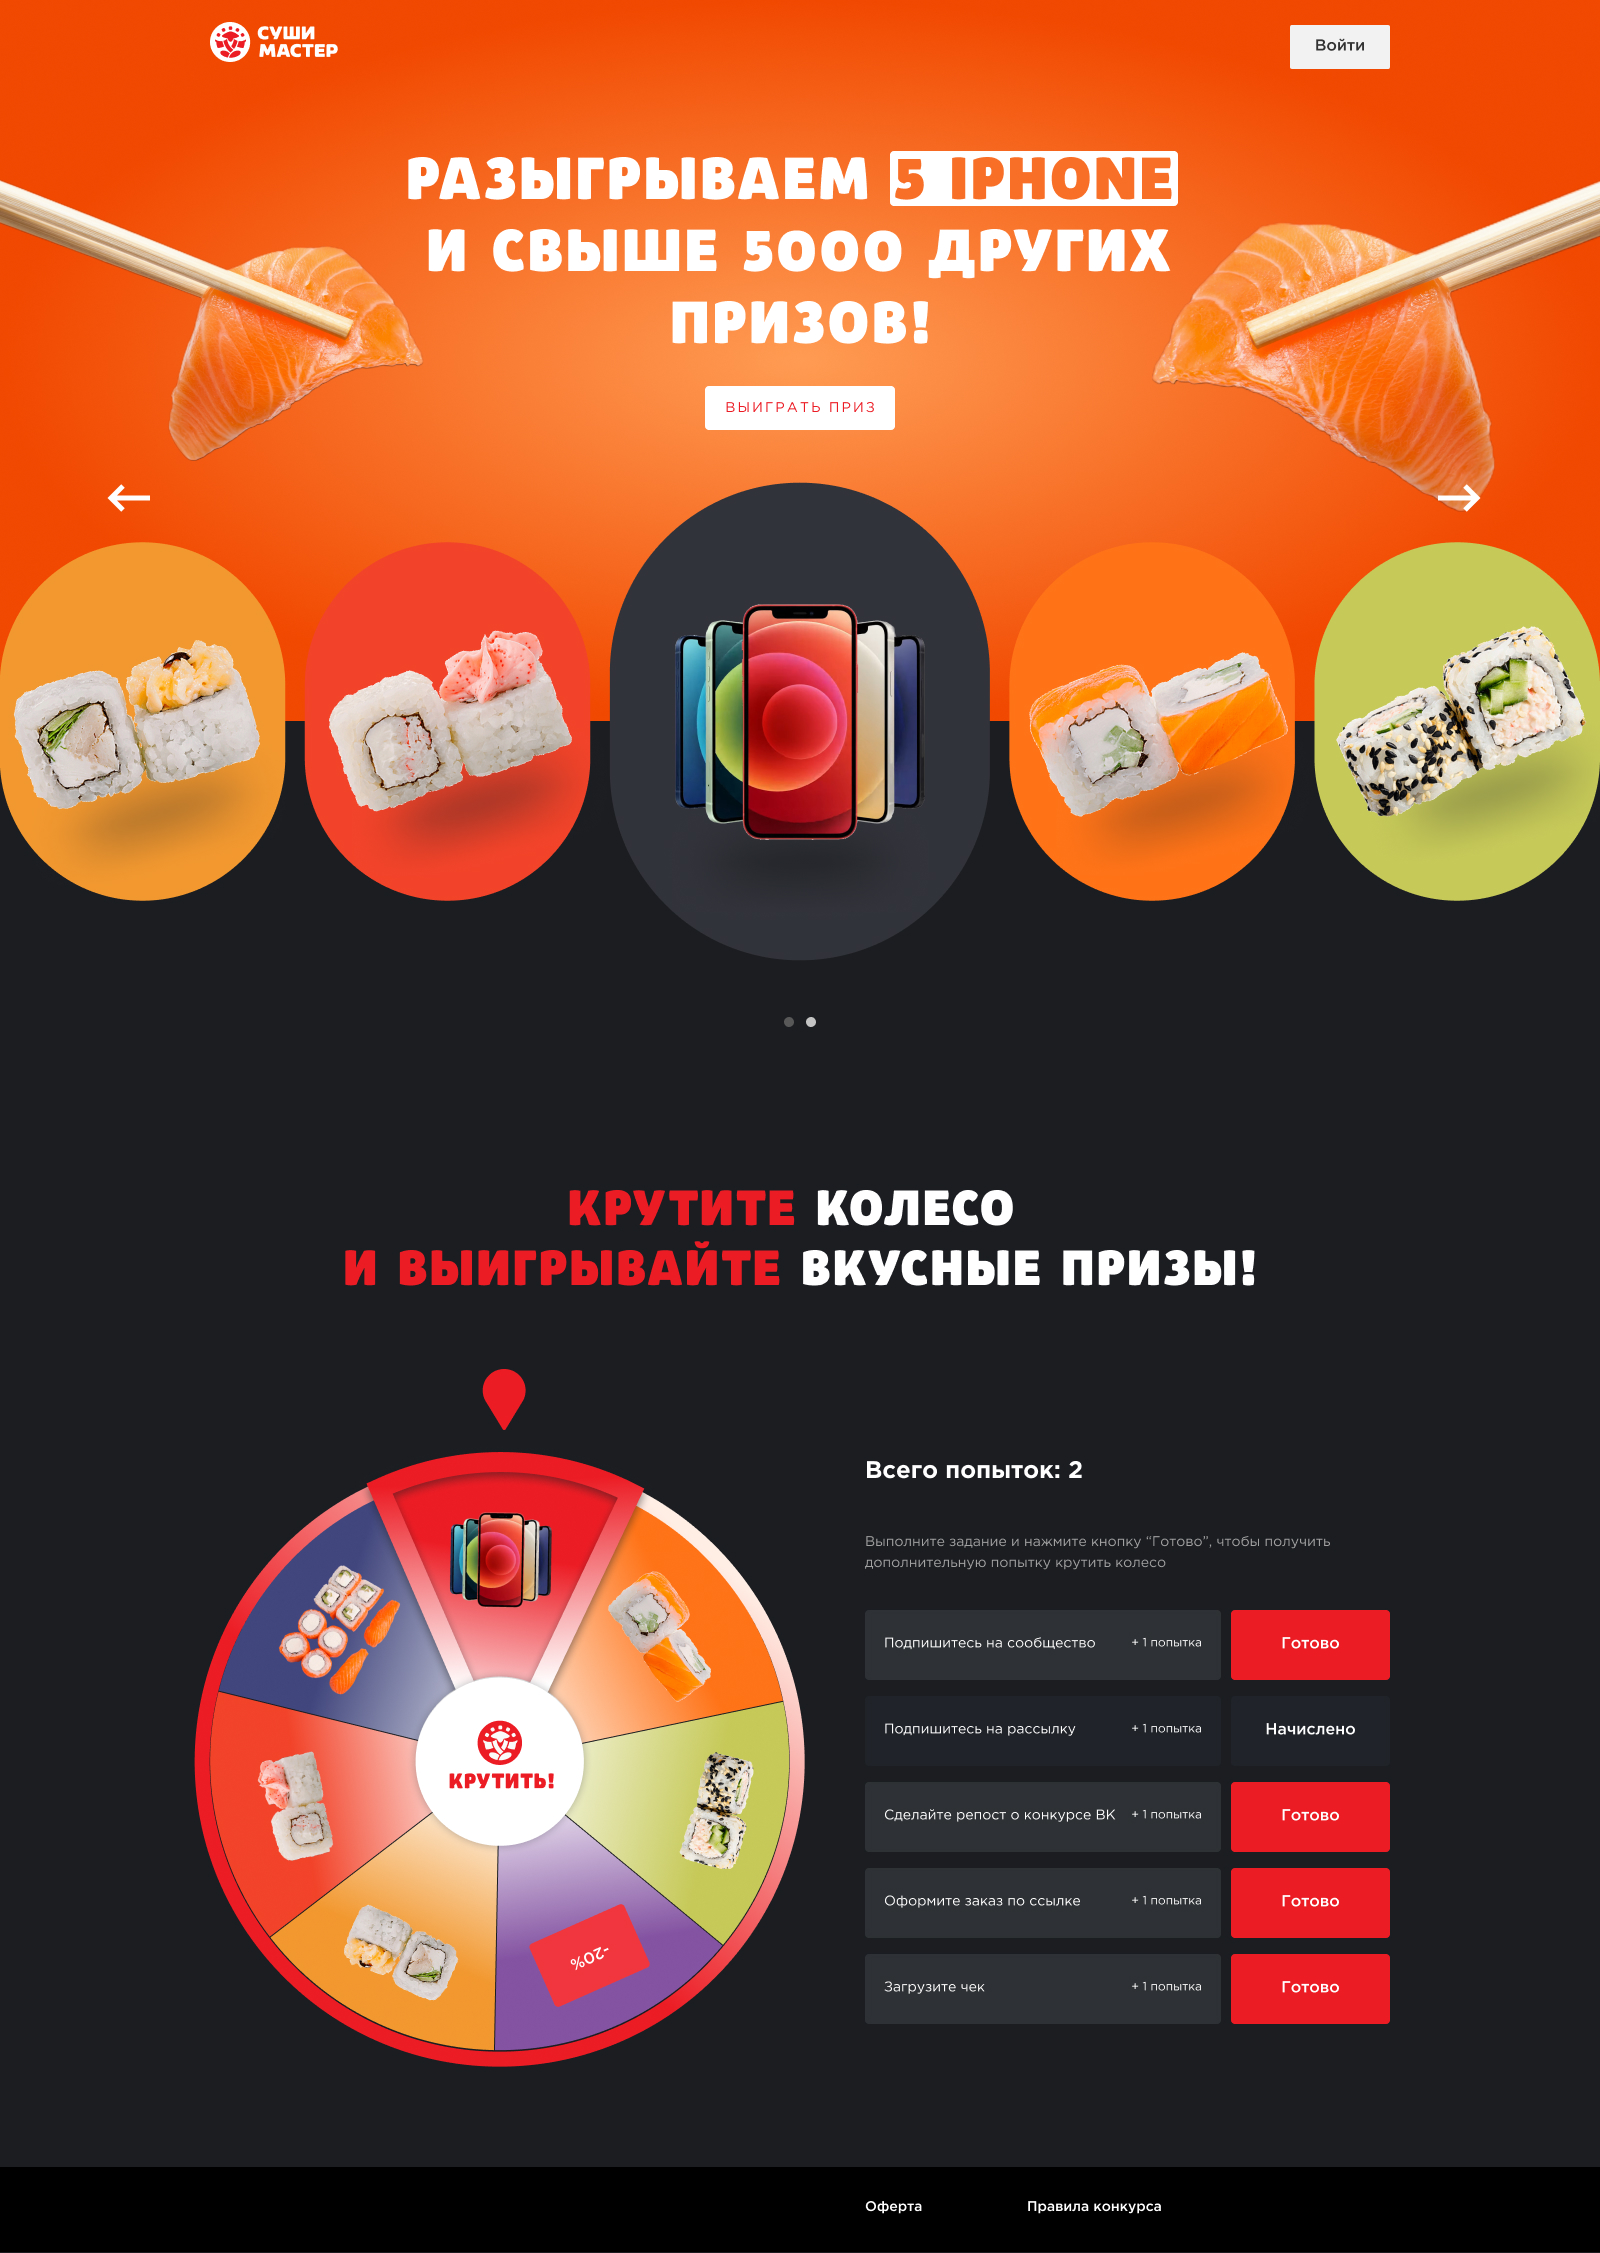 СУШИ
МАСТЕР
Войти
РАЗЫГРЫВАЕМ 5 IPHONE
И СВЫШЕ 5000 ДРУГИХ
ПРИЗОВ!
ВЫИГРАТЬ ПРИЗ
КРУТИТЕ КОЛЕСО
И ВЫИГРЫВАЙТЕ ВКУСНЫЕ ПРИЗЫ!
КРУТИТЬ!
-20%
Всего попыток: 2
Выполните задание и нажмите кнопку “Готово”, чтобы получить
дополнительную попытку крутить колесо
Подпишитесь на сообщество + 1 попытка Готово
Подпишитесь на рассылку + 1 попытка Начислено
Сделайте репост о конкурсе ВК + 1 попытка Готово
Оформите заказ по ссылке + 1 попытка Готово
Загрузите чек + 1 попытка Готово
Оферта Правила конкурса